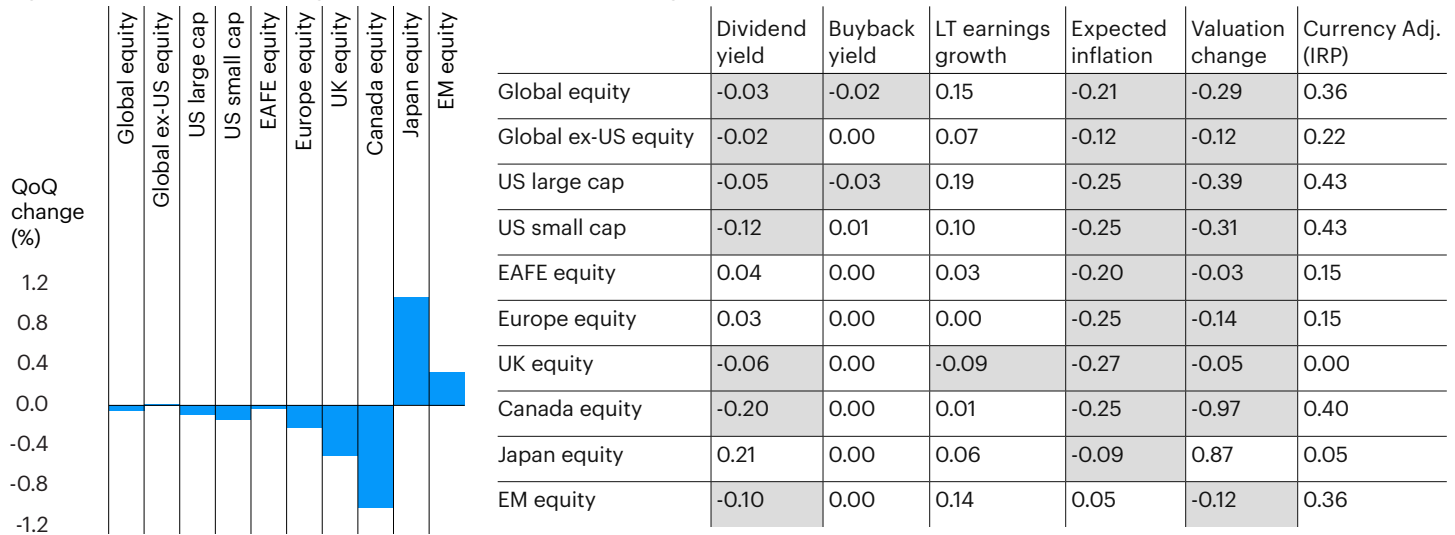 Global equity
Global ex-US equity
US large cap
US small cap
EAFE equity
Europe equity
UK equity
Canada equity
Japan equity
EM equity
QoQ
change
(%)
1.2
0.8
0.4
0.0
-0.4
-0.8
-1.2
Dividend yield Buyback yield LT earnings growth Expected inflation Valuation change Currency Adj. (IRP)
Global equity -0.03 -0.02 0.15 -0.21 -0.29 0.36
Global ex-US equity -0.02 0.00 0.07 -0.12 -0.12 0.22
US large cap -0.05 -0.03 0.19 -0.25 -0.39 0.43
US small cap -0.12 0.01 0.10 -0.25 -0.31 0.43
EAFE equity 0.04 0.00 0.03 -0.20 -0.03 0.15
Europe equity 0.03 0.00 0.00 -0.25 -0.14 0.15
UK equity -0.06 0.00 -0.09 -0.27 -0.05 0.00
Canada equity -0.20 0.00 0.01 -0.25 -0.97 0.40
Japan equity 0.21 0.00 0.06 -0.09 0.87 0.05
EM equity -0.10 0.00 0.14 0.05 -0.12 0.36